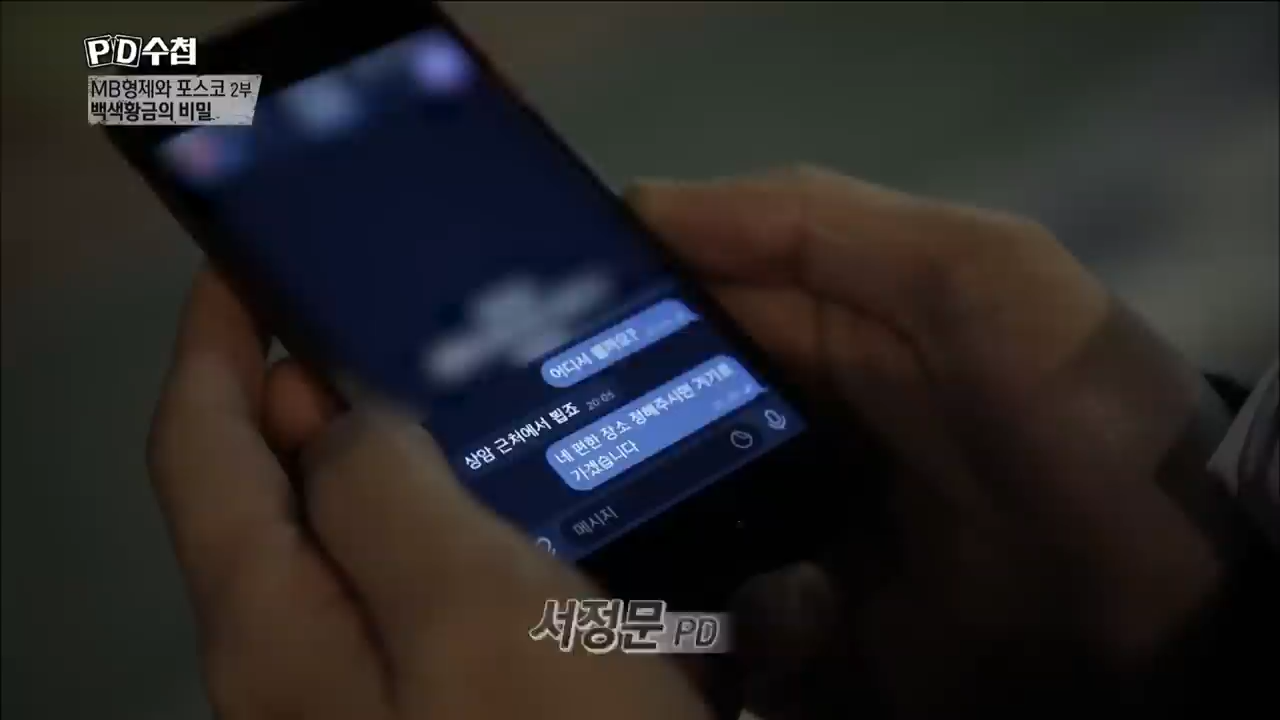 PD수첩
MB형제와 포스코 2부
백색황금의 비밀
어디서 뵐까요?
상암 근처에서 뵙죠 20:05
네 편한 장소 정해주시면 거기로
가겠습니다
메시지
서정문 PD